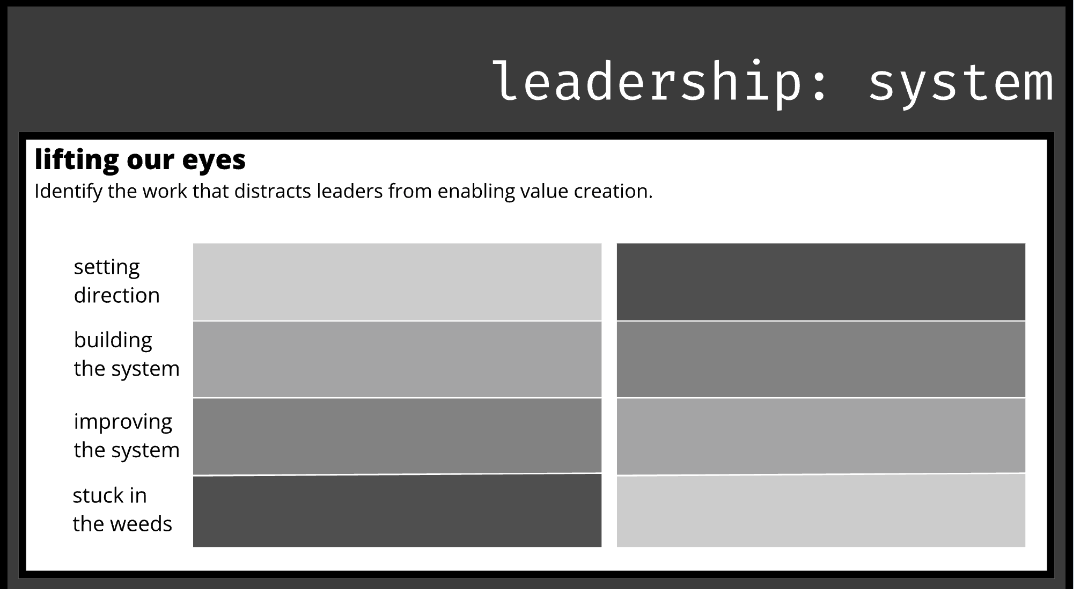 leadership: system
lifting our eyes
Identify the work that distracts leaders from enabling value creation.
setting
direction
building
the system
improving
the system
stuck in
the weeds